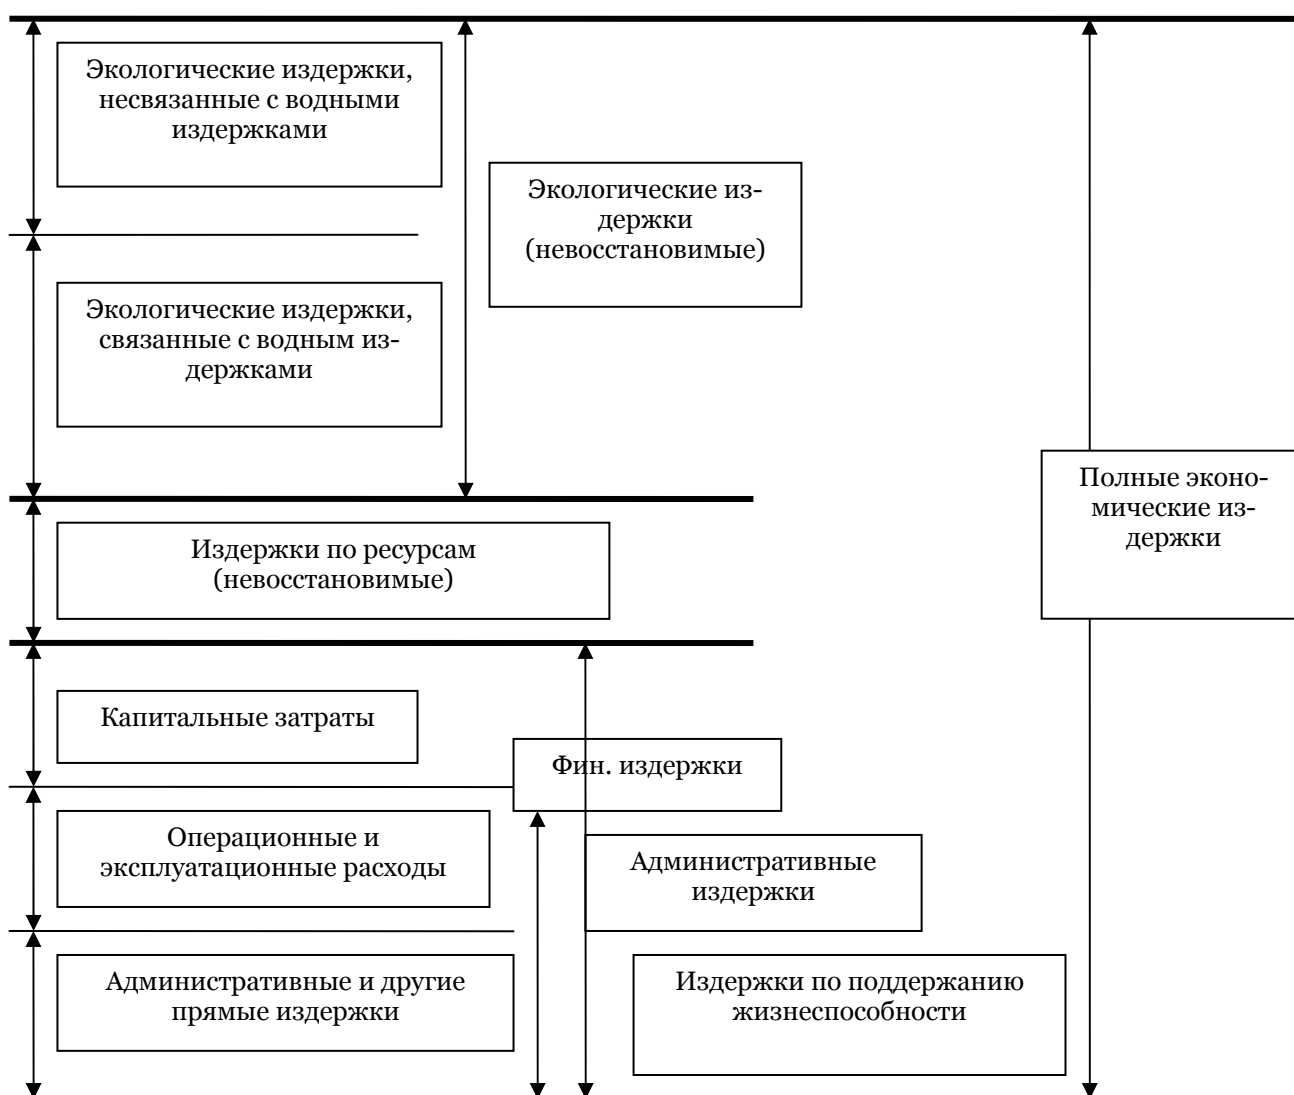 Экологические издержки,
несвязанные с водными
издержками
Экологические из-
держки
(невосстановимые)
Экологические издержки,
связанные с водным из-
держками
Полные эконо-
мические из-
держки
Издержки по ресурсам
(невосстановимые)
Капитальные затраты
Фин. издержки
Операционные и
эксплуатационные расходы
Административные
издержки
Административные и другие
прямые издержки
Издержки по поддержанию
жизнеспособности